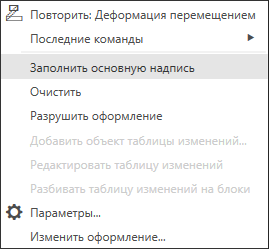 Повторить: Деформация перемещением
Последние команды
Заполнить основную надпись
Очистить
Разрушить оформление
Добавить объект таблицы изменений...
Редактировать таблицу изменений
Разбивать таблицу изменений на блоки
Параметры...
Изменить оформление...